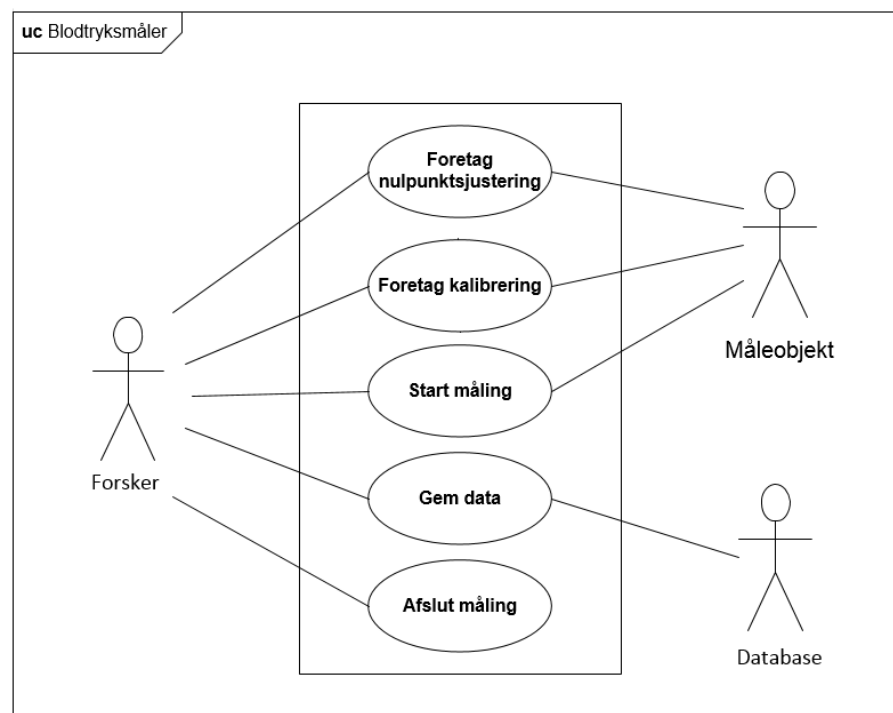 uc Blodtryksmåler
Foretag
nulpunktsjustering
Foretag kalibrering
Måleobjekt
Start måling
Forsker
Gem data
Afslut måling
Database